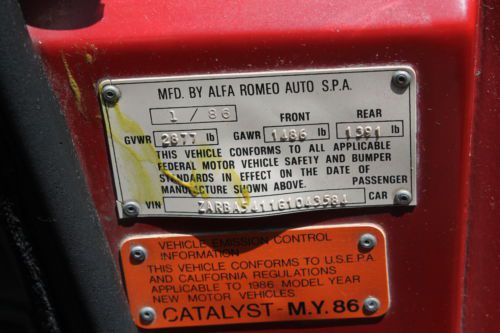 MFD. BY ALFA ROMEO AUTO S.P.A.
1 / 86 FRONT REAR
GVWR 2877 lb GAWR 1486 lb 1391 lb
THIS VEHICLE CONFORMS TO ALL APPLICABLE
FEDERAL MOTOR VEHICLE SAFETY AND BUMPER
STANDARDS IN EFFECT ON THE DATE OF
MANUFACTURE SHOWN ABOVE. PASSENGER
VIN CAR
VEHICLE EMISSION CONTROL
INFORMATION
THIS VEHICLE CONFORMS TO U.S.E.P.A.
AND CALIFORNIA REGULATIONS
APPLICABLE TO 1986 MODEL YEAR
NEW MOTOR VEHICLES.
CATALYST - M.Y. 86